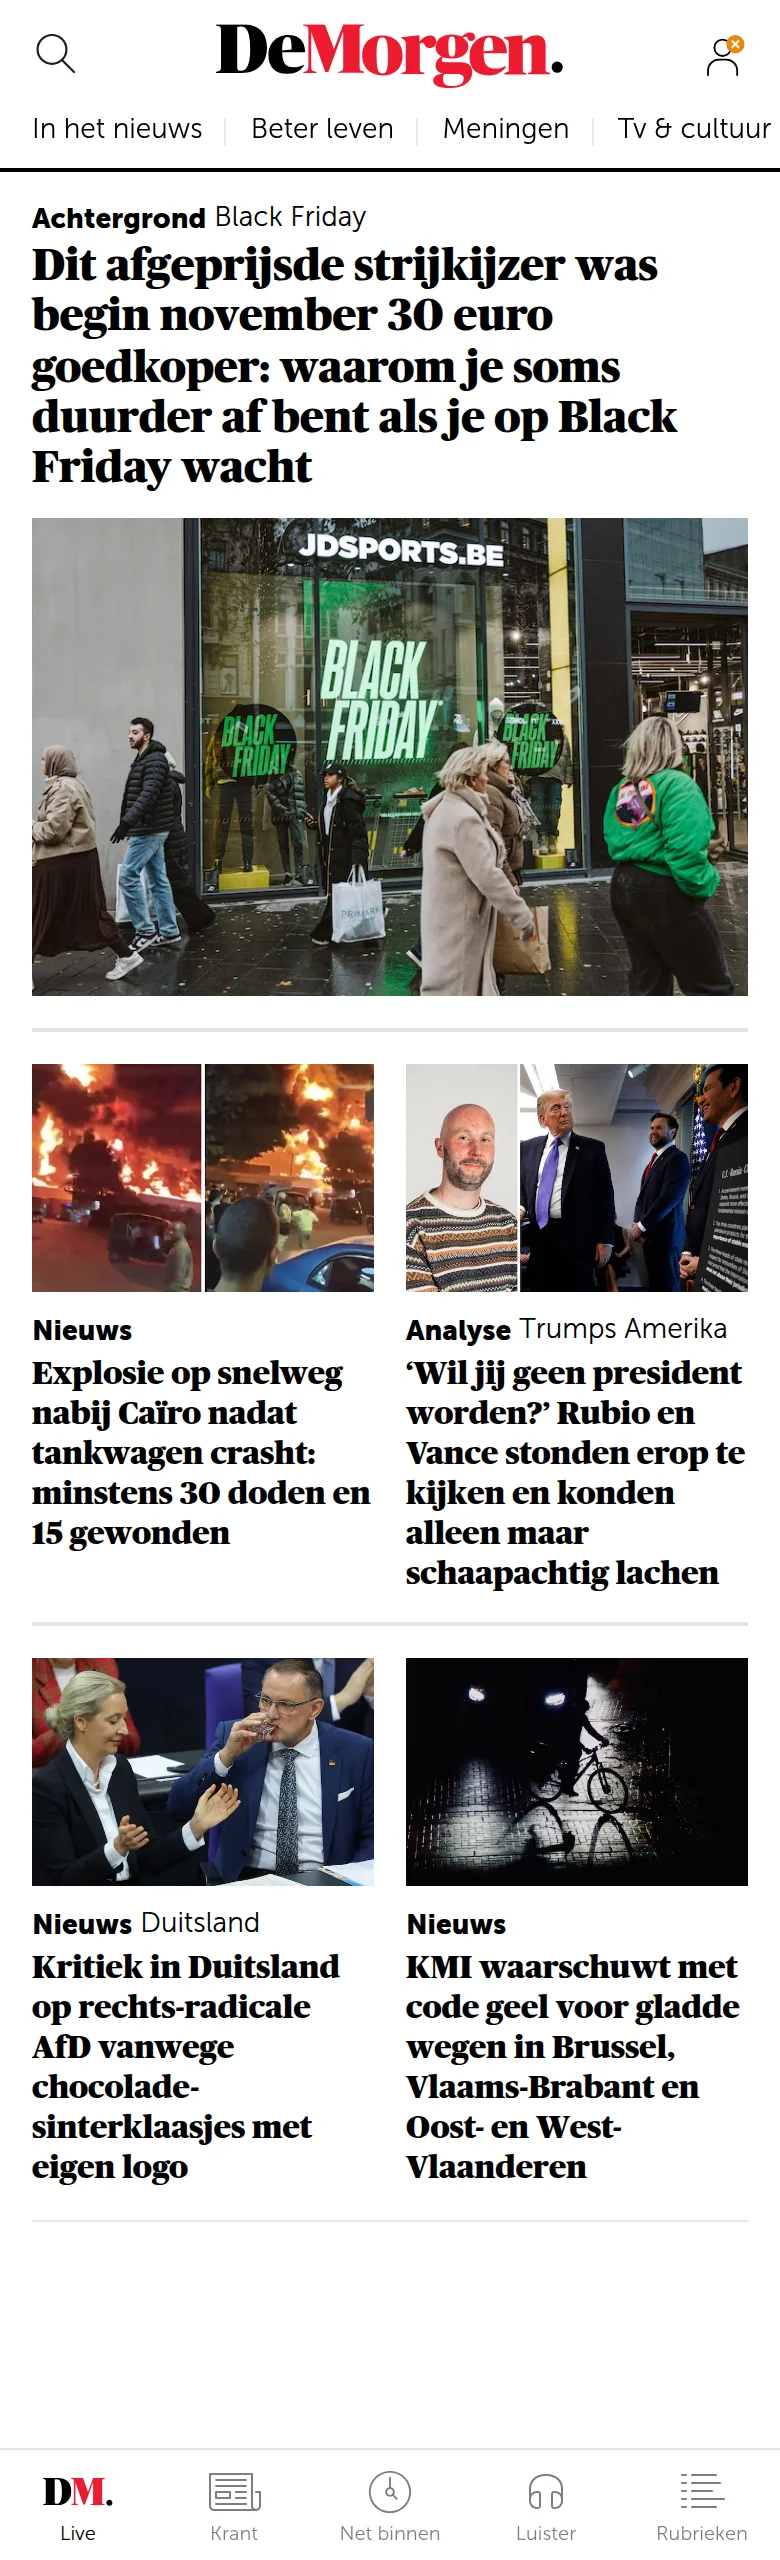 DeMorgen.
In het nieuws
Beter leven
Meningen
Tv & cultuur
Achtergrond Black Friday
Dit afgeprijsde strijkijzer was
begin november 30 euro
goedkoper: waarom je soms
duurder af bent als je op Black
Friday wacht
JDSPORTS.BE
BLACK
FRIDAY
BLACK
FRIDAY
BLACK
FRIDAY
PRIMARK
Nieuws
Explosie op snelweg
nabij Caïro nadat
tankwagen crasht:
minstens 30 doden en
15 gewonden
Analyse Trumps Amerika
‘Wil jij geen president
worden?’ Rubio en
Vance stonden erop te
kijken en konden
alleen maar
schaapachtig lachen
Nieuws Duitsland
Kritiek in Duitsland
op rechts-radicale
AfD vanwege
chocolade-
sinterklaasjes met
eigen logo
Nieuws
KMI waarschuwt met
code geel voor gladde
wegen in Brussel,
Vlaams-Brabant en
Oost- en West-
Vlaanderen
DM.
Live
Krant
Net binnen
Luister
Rubrieken